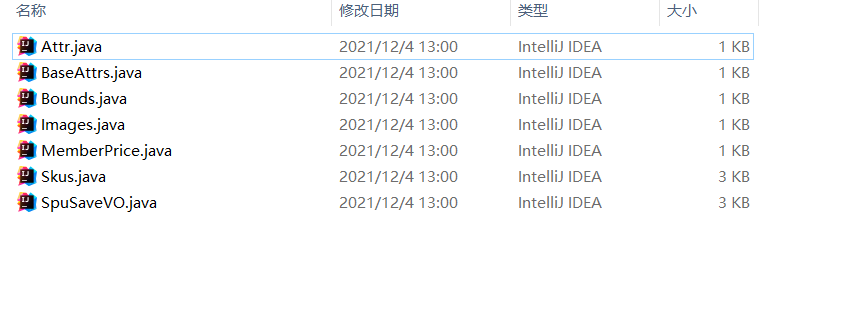 名称 修改日期 类型 大小
Attr.java 2021/12/4 13:00 IntelliJ IDEA 1 KB
BaseAttrs.java 2021/12/4 13:00 IntelliJ IDEA 1 KB
Bounds.java 2021/12/4 13:00 IntelliJ IDEA 1 KB
Images.java 2021/12/4 13:00 IntelliJ IDEA 1 KB
MemberPrice.java 2021/12/4 13:00 IntelliJ IDEA 1 KB
Skus.java 2021/12/4 13:00 IntelliJ IDEA 3 KB
SpuSaveVO.java 2021/12/4 13:00 IntelliJ IDEA 3 KB